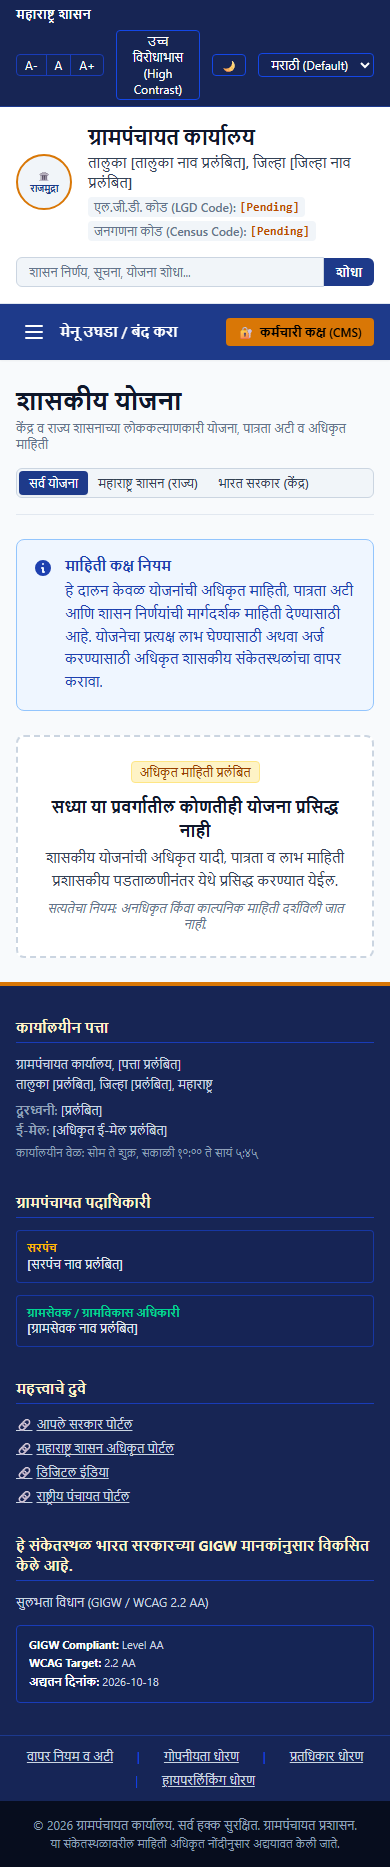 महाराष्ट्र शासन
A- A A+
उच्च
विरोधाभास
(High
Contrast)
मराठी (Default)
राजमुद्रा
ग्रामपंचायत कार्यालय
तालुका [तालुका नाव प्रलंबित], जिल्हा [जिल्हा नाव
प्रलंबित]
एल.जी.डी. कोड (LGD Code): [Pending]
जनगणना कोड (Census Code): [Pending]
शासन निर्णय, सूचना, योजना शोधा...
शोधा
मेनू उघडा / बंद करा
कर्मचारी कक्ष (CMS)
शासकीय योजना
केंद्र व राज्य शासनाच्या लोककल्याणकारी योजना, पात्रता अटी व अधिकृत
माहिती
सर्व योजना महाराष्ट्र शासन (राज्य) भारत सरकार (केंद्र)
माहिती कक्ष नियम
हे दालन केवळ योजनांची अधिकृत माहिती, पात्रता अटी
आणि शासन निर्णयांची मार्गदर्शक माहिती देण्यासाठी
आहे. योजनेचा प्रत्यक्ष लाभ घेण्यासाठी अथवा अर्ज
करण्यासाठी अधिकृत शासकीय संकेतस्थळांचा वापर
करावा.
अधिकृत माहिती प्रलंबित
सध्या या प्रवर्गातील कोणतीही योजना प्रसिद्ध
नाही
शासकीय योजनांची अधिकृत यादी, पात्रता व लाभ माहिती
प्रशासकीय पडताळणीनंतर येथे प्रसिद्ध करण्यात येईल.
सत्यतेचा नियम: अनधिकृत किंवा काल्पनिक माहिती दर्शविली जात
नाही.
कार्यालयीन पत्ता
ग्रामपंचायत कार्यालय, [पत्ता प्रलंबित]
तालुका [प्रलंबित], जिल्हा [प्रलंबित], महाराष्ट्र
दूरध्वनी: [प्रलंबित]
ई-मेल: [अधिकृत ई-मेल प्रलंबित]
कार्यालयीन वेळ: सोम ते शुक्र, सकाळी १०:०० ते सायं ५:४५
ग्रामपंचायत पदाधिकारी
सरपंच
[सरपंच नाव प्रलंबित]
ग्रामसेवक / ग्रामविकास अधिकारी
[ग्रामसेवक नाव प्रलंबित]
महत्त्वाचे दुवे
आपले सरकार पोर्टल
महाराष्ट्र शासन अधिकृत पोर्टल
डिजिटल इंडिया
राष्ट्रीय पंचायत पोर्टल
हे संकेतस्थळ भारत सरकारच्या GIGW मानकांनुसार विकसित
केले आहे.
सुलभता विधान (GIGW / WCAG 2.2 AA)
GIGW Compliant: Level AA
WCAG Target: 2.2 AA
अद्यतन दिनांक: 2026-10-18
वापर नियम व अटी | गोपनीयता धोरण | प्रतधिकार धोरण
| हायपरलिंकिंग धोरण
© 2026 ग्रामपंचायत कार्यालय. सर्व हक्क सुरक्षित. ग्रामपंचायत प्रशासन.
या संकेतस्थळावरील माहिती अधिकृत नोंदीनुसार अद्ययावत केली जाते.